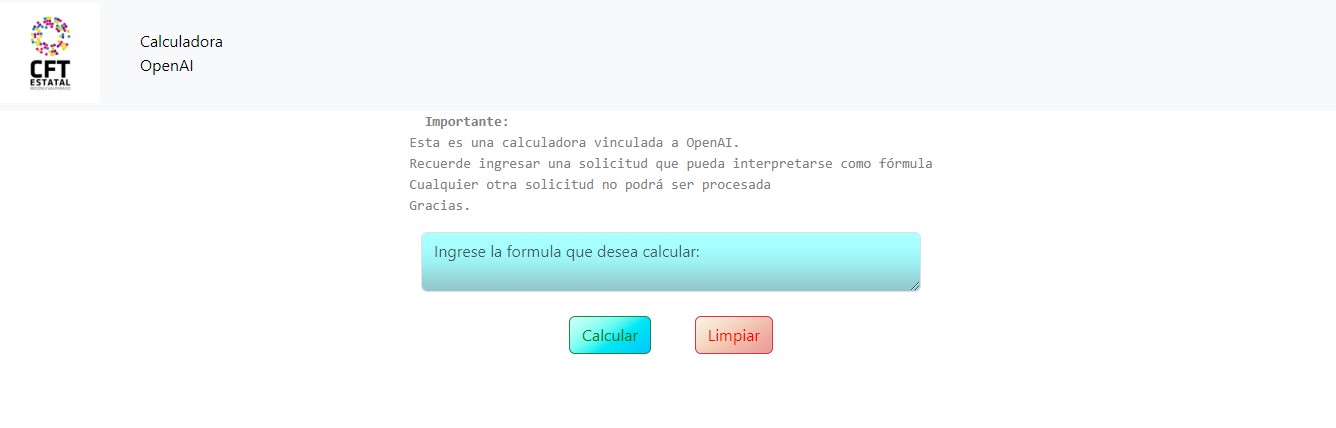 CFT
ESTATAL
Calculadora
OpenAI
Importante:
Esta es una calculadora vinculada a OpenAI.
Recuerde ingresar una solicitud que pueda interpretarse como fórmula
Cualquier otra solicitud no podrá ser procesada
Gracias.
Ingrese la formula que desea calcular:
Calcular
Limpiar